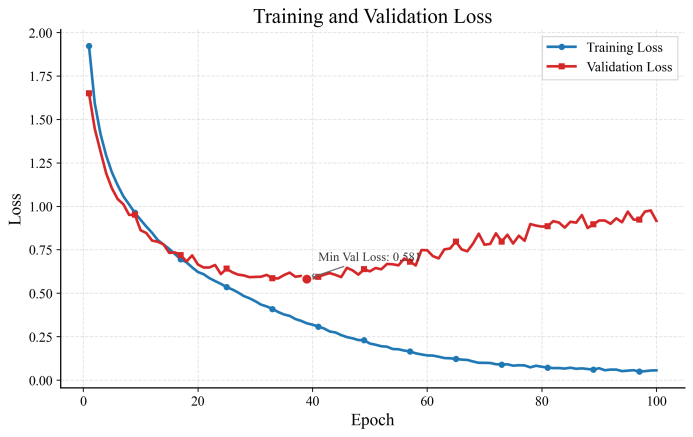 Training and Validation Loss
Training Loss
Validation Loss
Min Val Loss: 0.581
Loss
2.00
1.75
1.50
1.25
1.00
0.75
0.50
0.25
0.00
0
20
40
60
80
100
Epoch